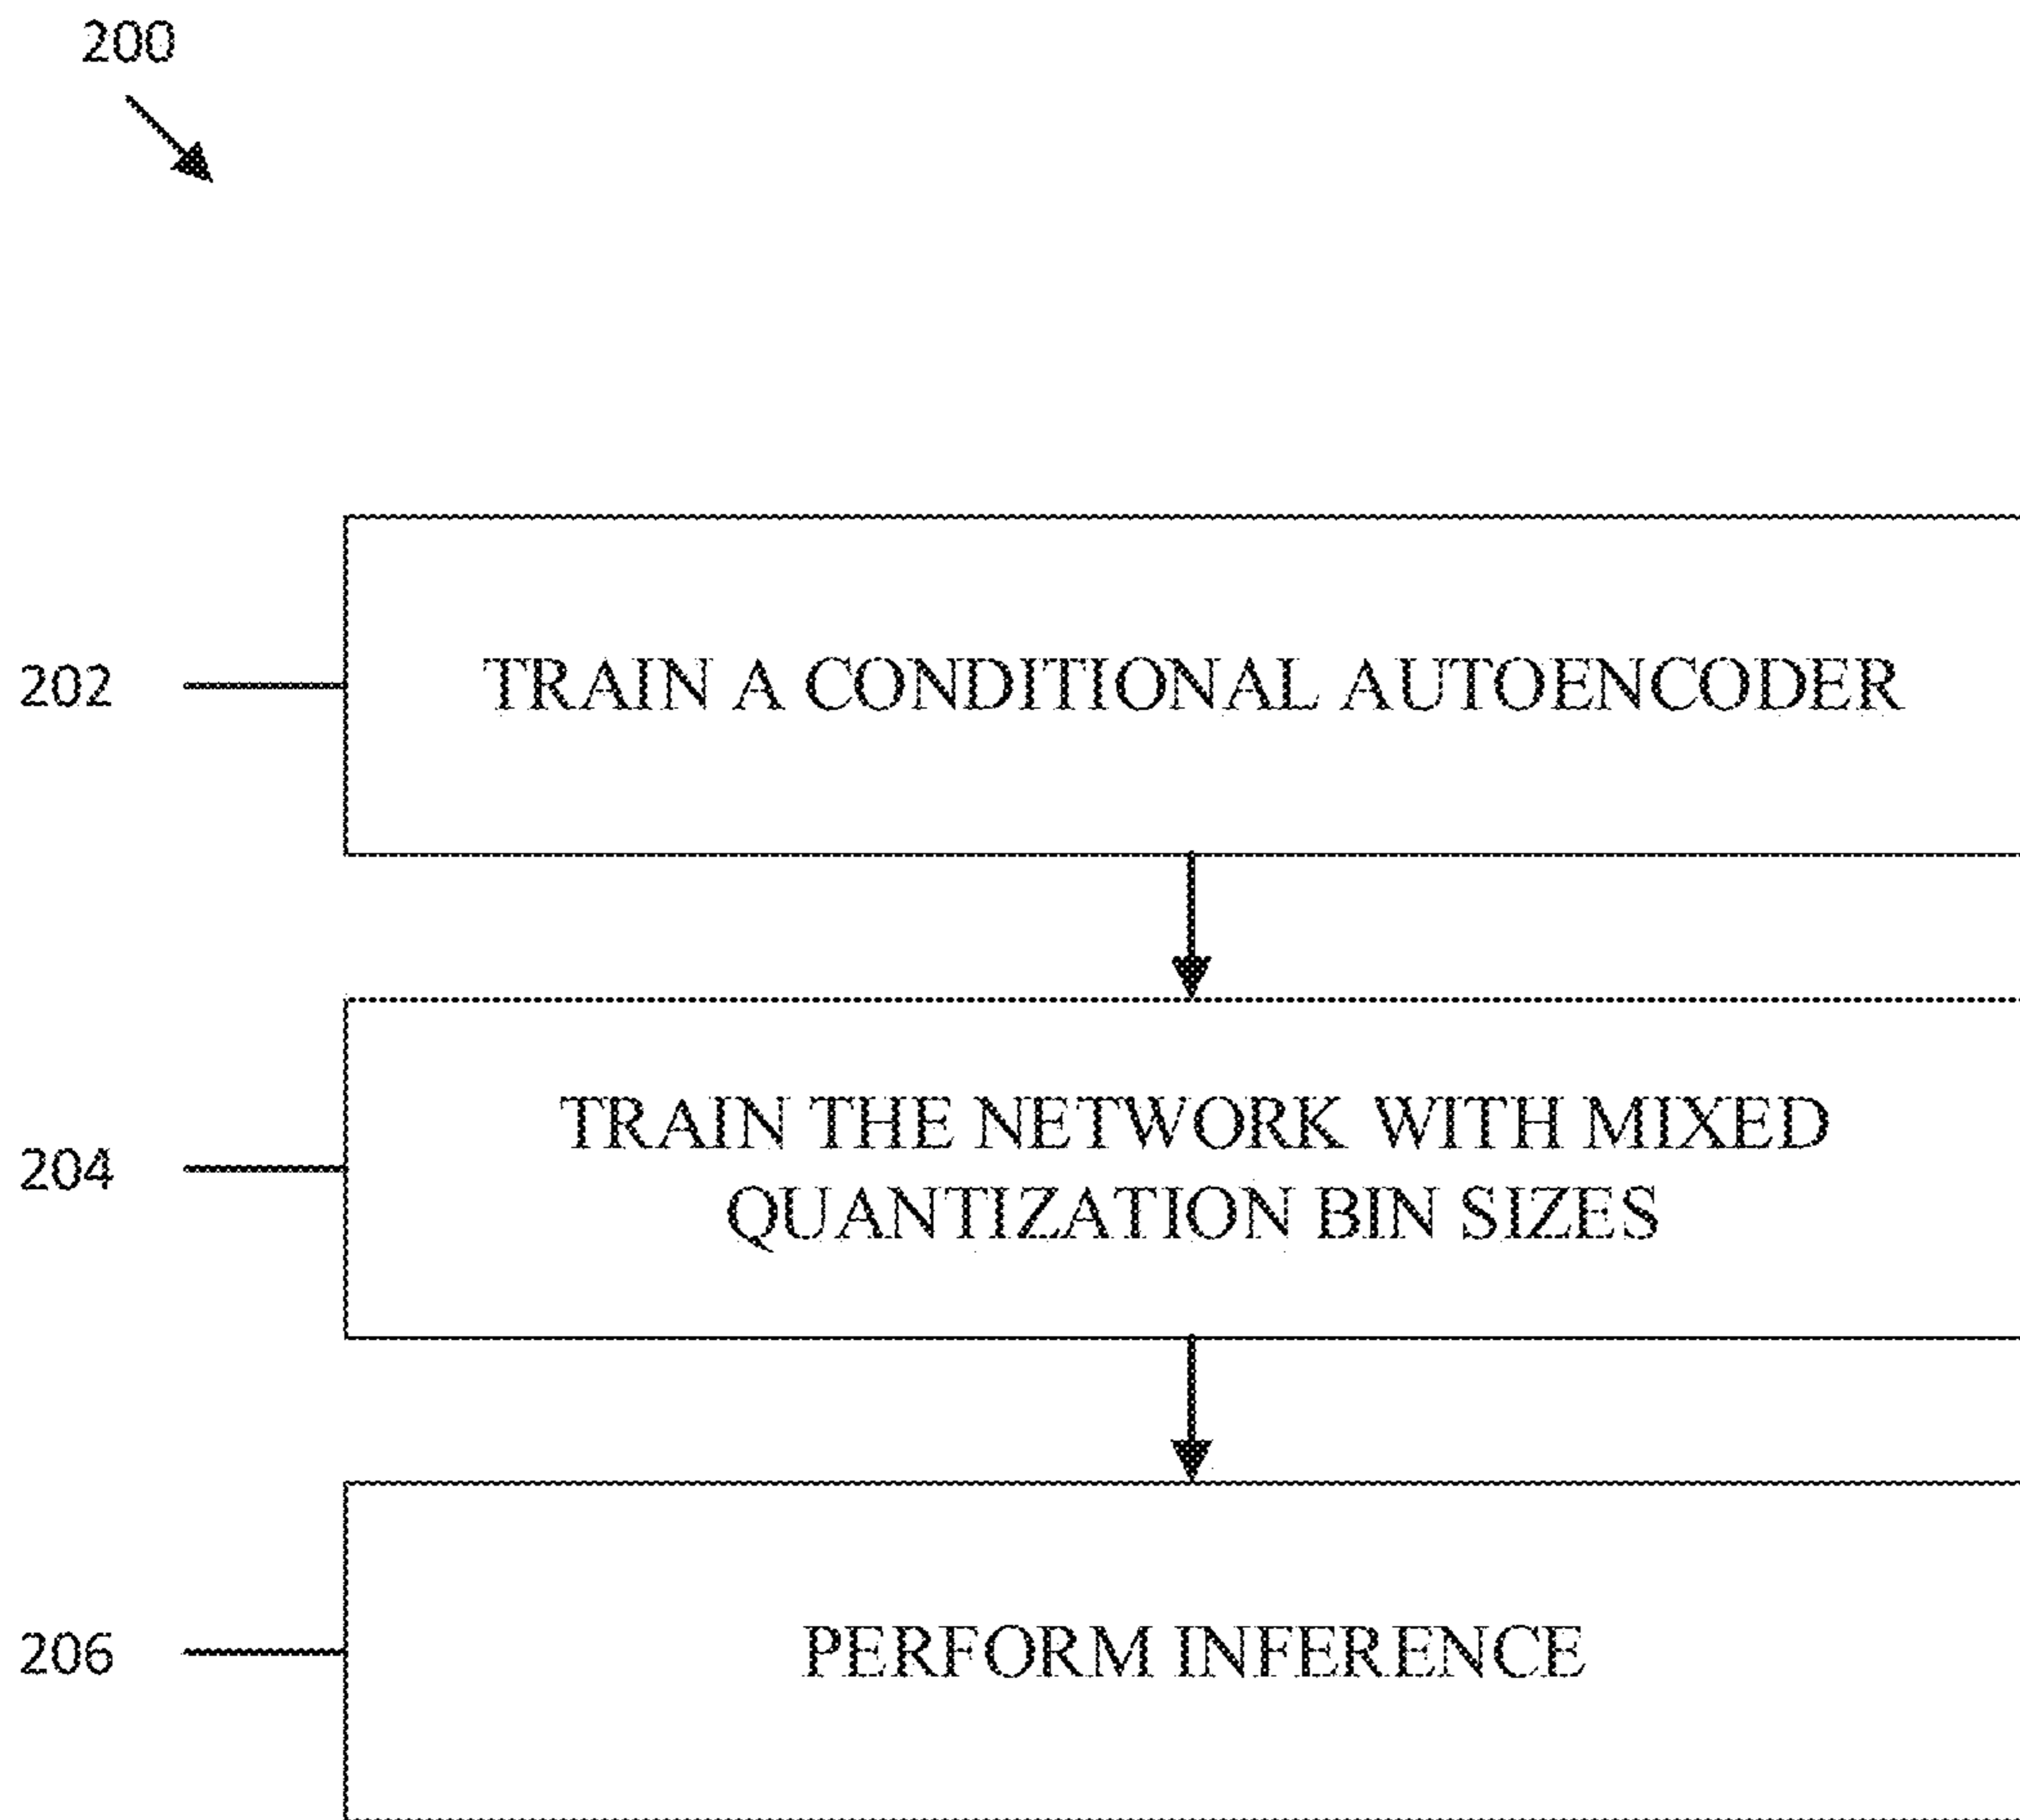 200
202
TRAIN A CONDITIONAL AUTOENCODER
204
TRAIN THE NETWORK WITH MIXED
QUANTIZATION BIN SIZES
206
PERFORM INFERENCE